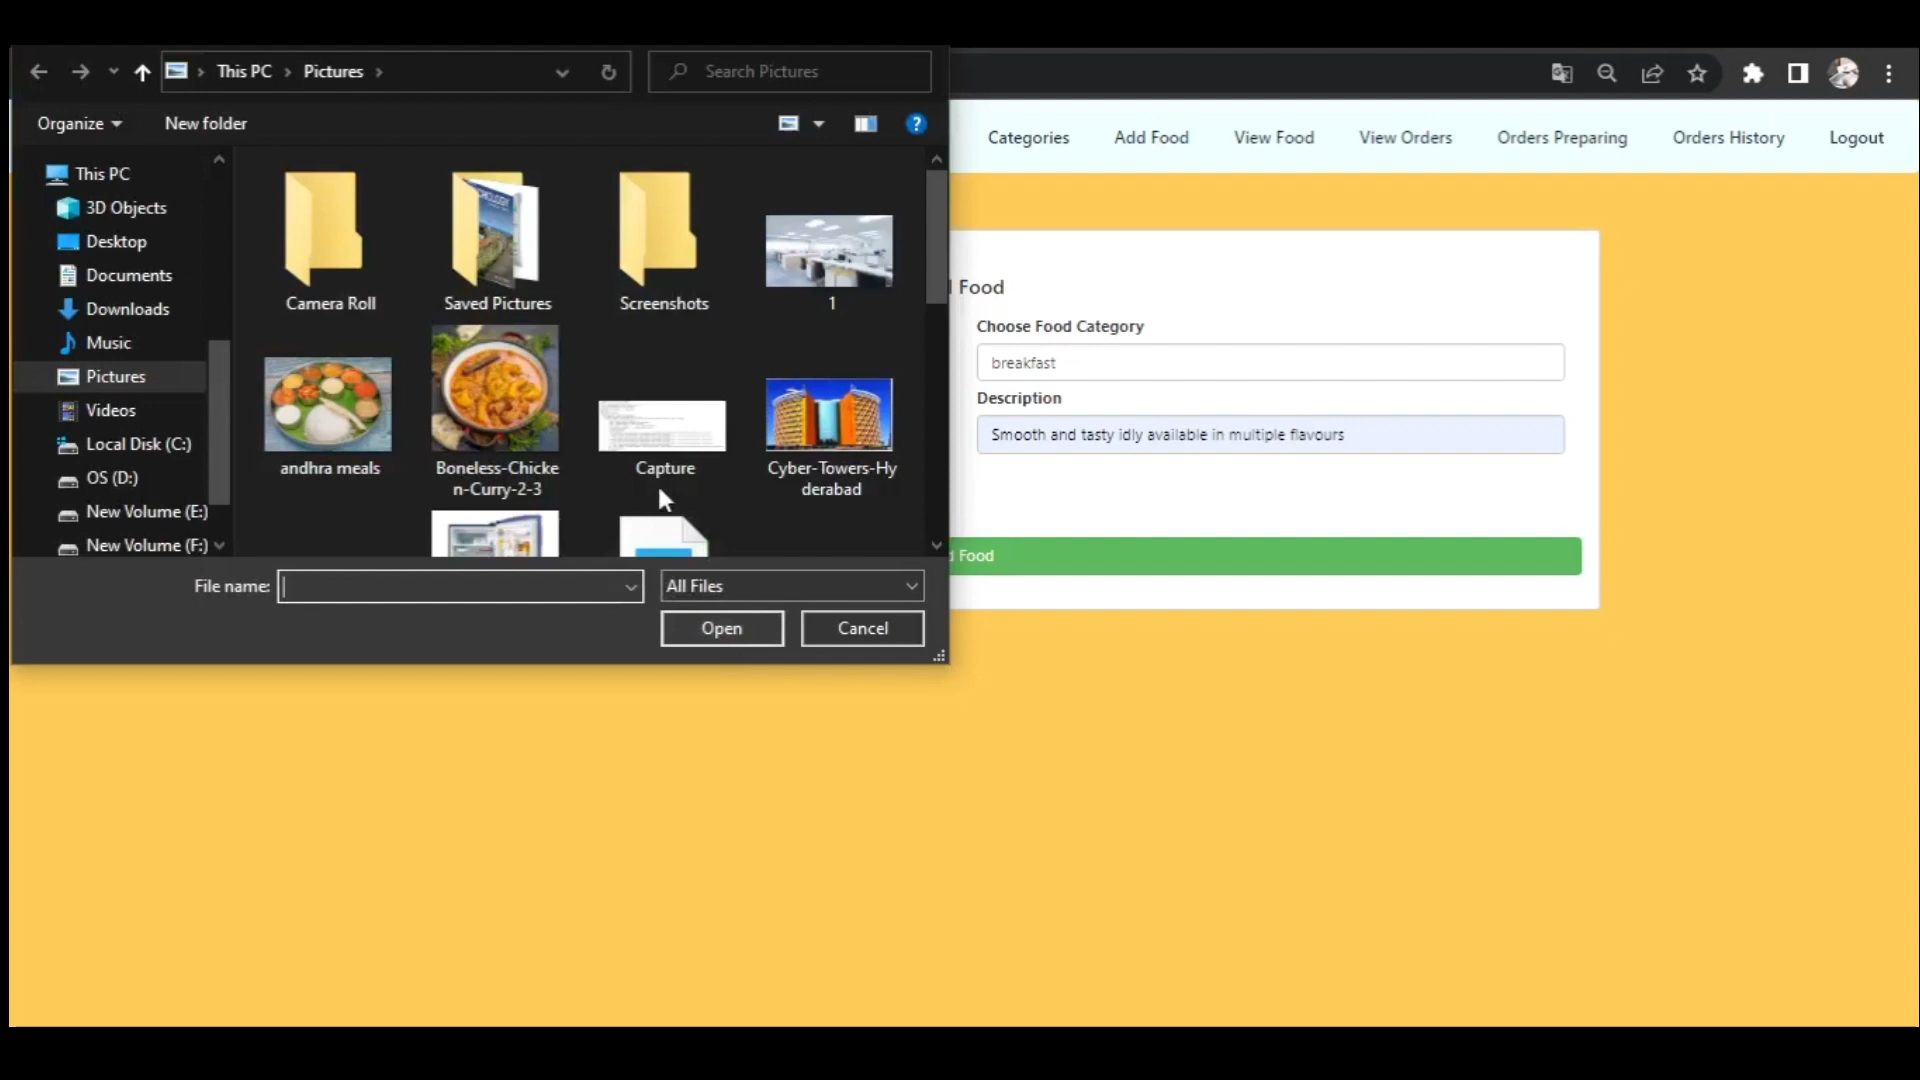 This PC
Pictures
Search Pictures
Organize
New folder
?
This PC
3D Objects
Desktop
Documents
Downloads
Music
Pictures
Videos
Local Disk (C:)
OS (D:)
New Volume (E:)
New Volume (F:)
Camera Roll
Saved Pictures
Screenshots
1
andhra meals
Boneless-Chicke
n-Curry-2-3
Capture
Cyber-Towers-Hy
derabad
File name:
All Files
Open
Cancel
Categories
Add Food
View Food
View Orders
Orders Preparing
Orders History
Logout
Food
Choose Food Category
breakfast
Description
Smooth and tasty idly available in multiple flavours
Food